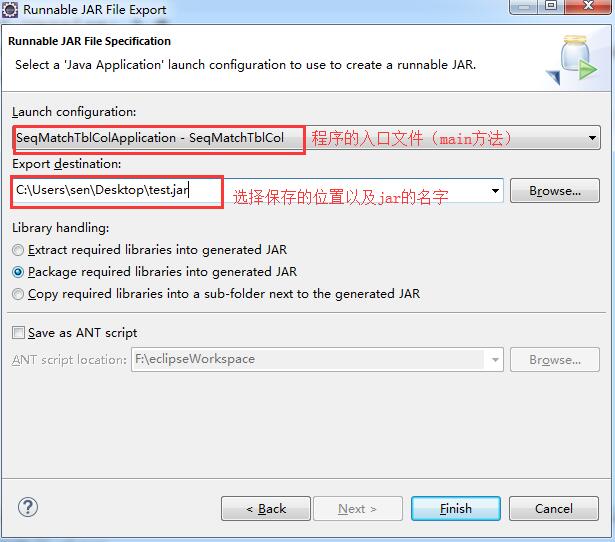 Runnable JAR File Export
Runnable JAR File Specification
Select a 'Java Application' launch configuration to use to create a runnable JAR.
Launch configuration:
SeqMatchTblColApplication - SeqMatchTblCol 程序的入口文件（main方法）
Export destination:
C:\Users\sen\Desktop\test.jar Browse...
选择保存的位置以及jar的名字
Library handling:
Extract required libraries into generated JAR
Package required libraries into generated JAR
Copy required libraries into a sub-folder next to the generated JAR
Save as ANT script
ANT script location: F:\eclipseWorkspace Browse...
? < Back Next > Finish Cancel